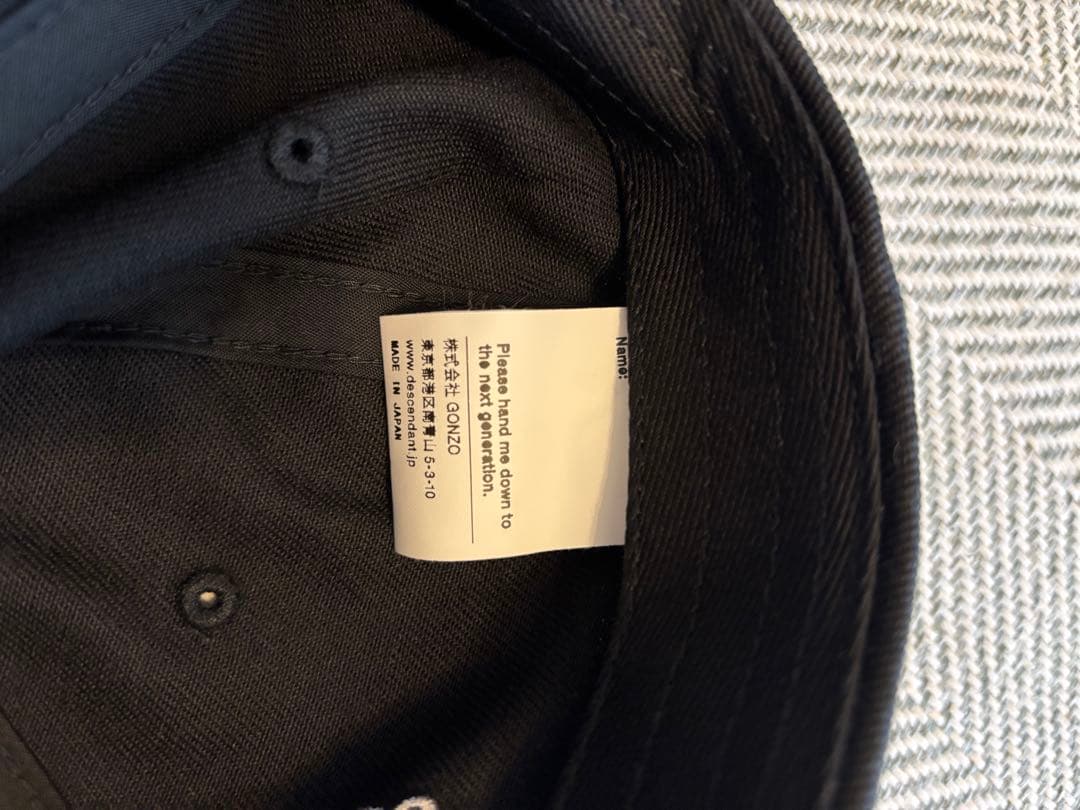 Name:
Please hand me down to
the next generation.
株式会社 GONZO
東京都港区南青山 5-3-10
www.descendant.jp
MADE IN JAPAN